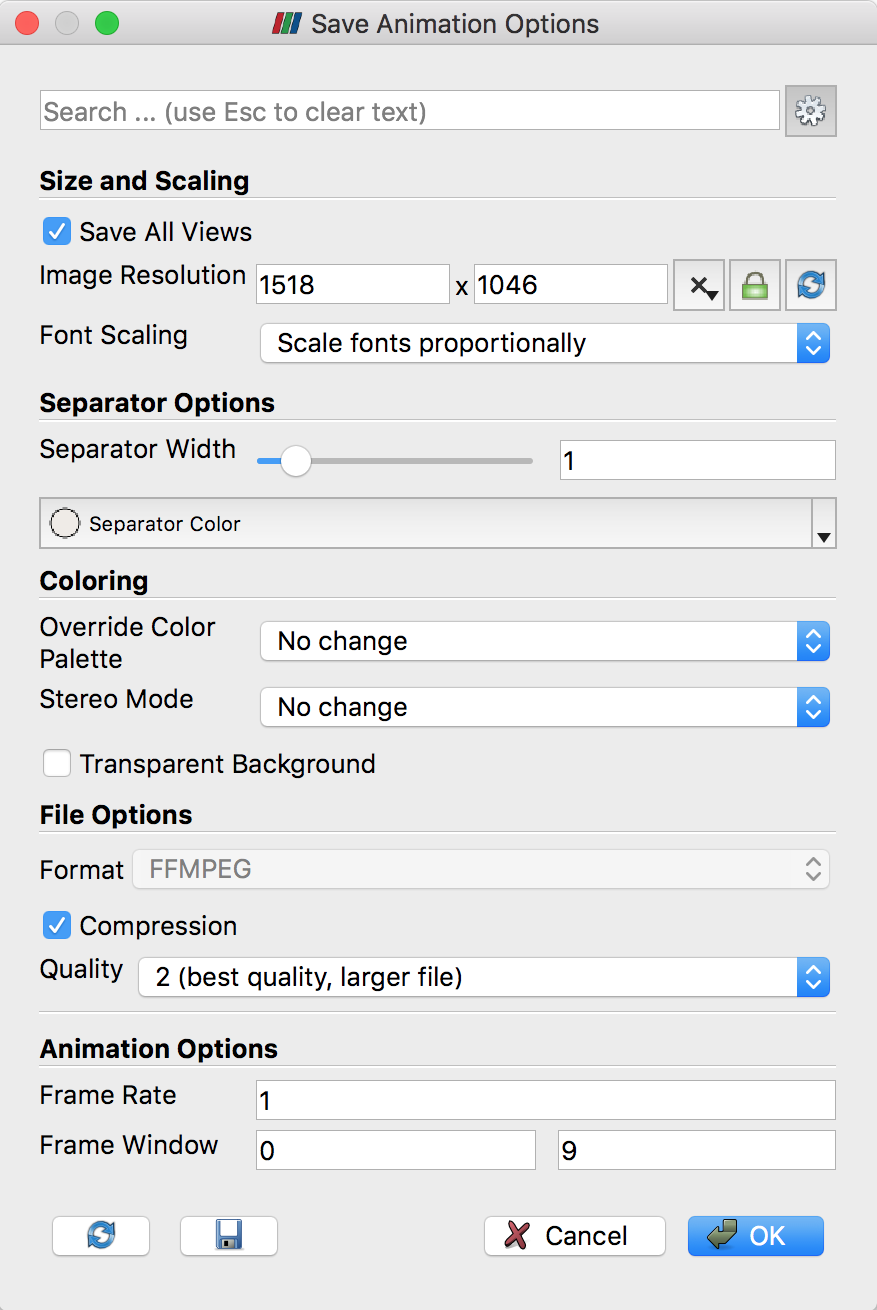 Save Animation Options
Search ... (use Esc to clear text)
Size and Scaling
Save All Views
Image Resolution 1518 x 1046
Font Scaling Scale fonts proportionally
Separator Options
Separator Width 1
Separator Color
Coloring
Override Color
Palette No change
Stereo Mode No change
Transparent Background
File Options
Format FFMPEG
Compression
Quality 2 (best quality, larger file)
Animation Options
Frame Rate 1
Frame Window 0 9
Cancel OK